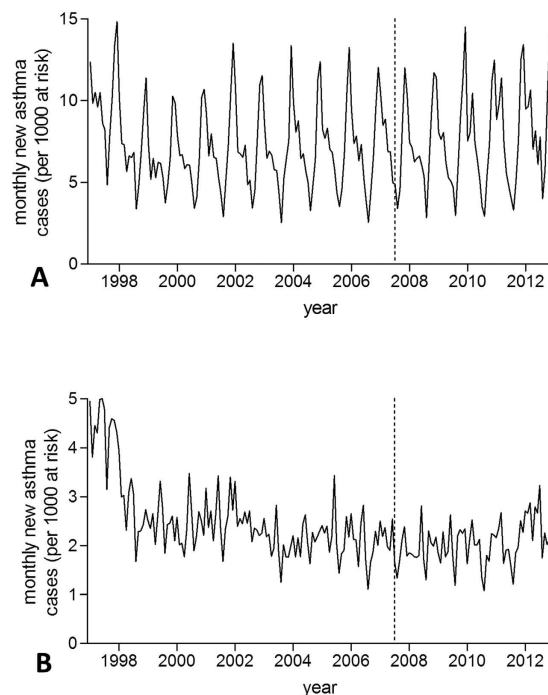 monthly new asthma
cases (per 1000 at risk)
15
10
5
0
1998 2000 2002 2004 2006 2008 2010 2012
A
year
monthly new asthma
cases (per 1000 at risk)
5
4
3
2
1
0
1998 2000 2002 2004 2006 2008 2010 2012
B
year